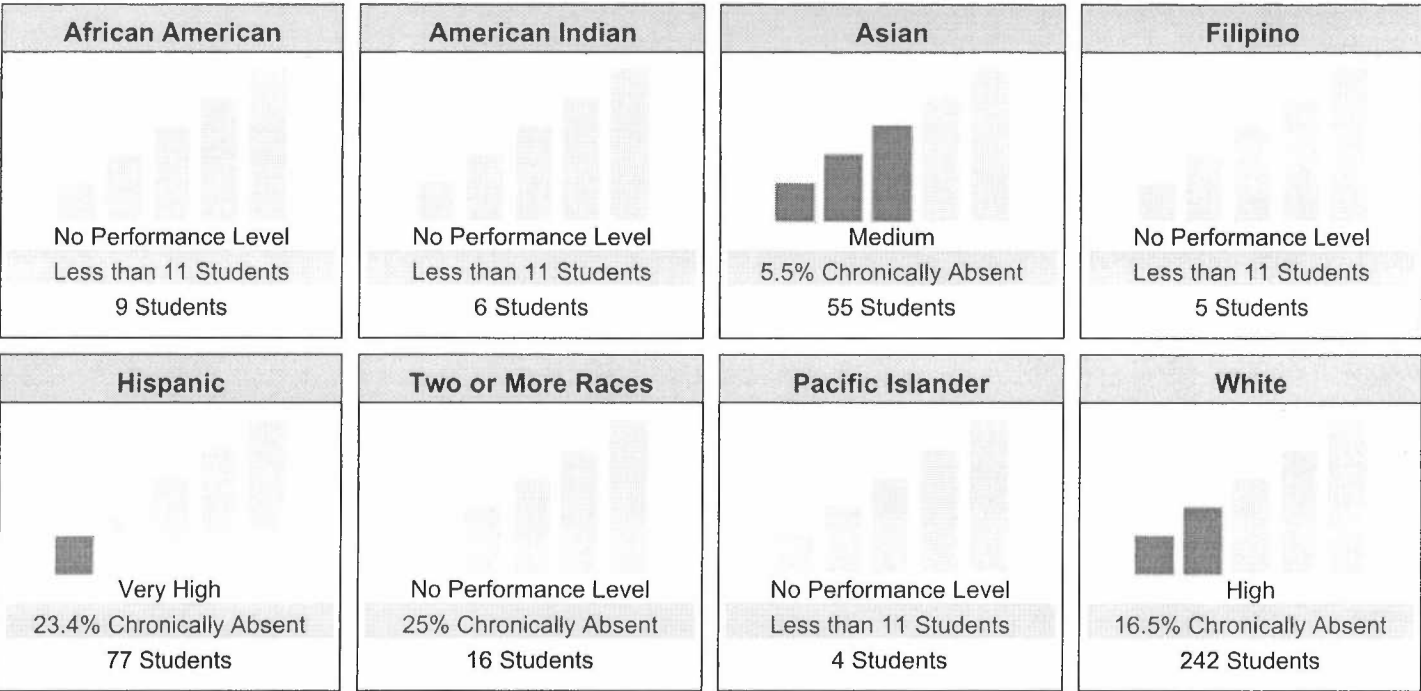 African American
No Performance Level
Less than 11 Students
9 Students
American Indian
No Performance Level
Less than 11 Students
6 Students
Asian
Medium
5.5% Chronically Absent
55 Students
Filipino
No Performance Level
Less than 11 Students
5 Students
Hispanic
Very High
23.4% Chronically Absent
77 Students
Two or More Races
No Performance Level
25% Chronically Absent
16 Students
Pacific Islander
No Performance Level
Less than 11 Students
4 Students
White
High
16.5% Chronically Absent
242 Students